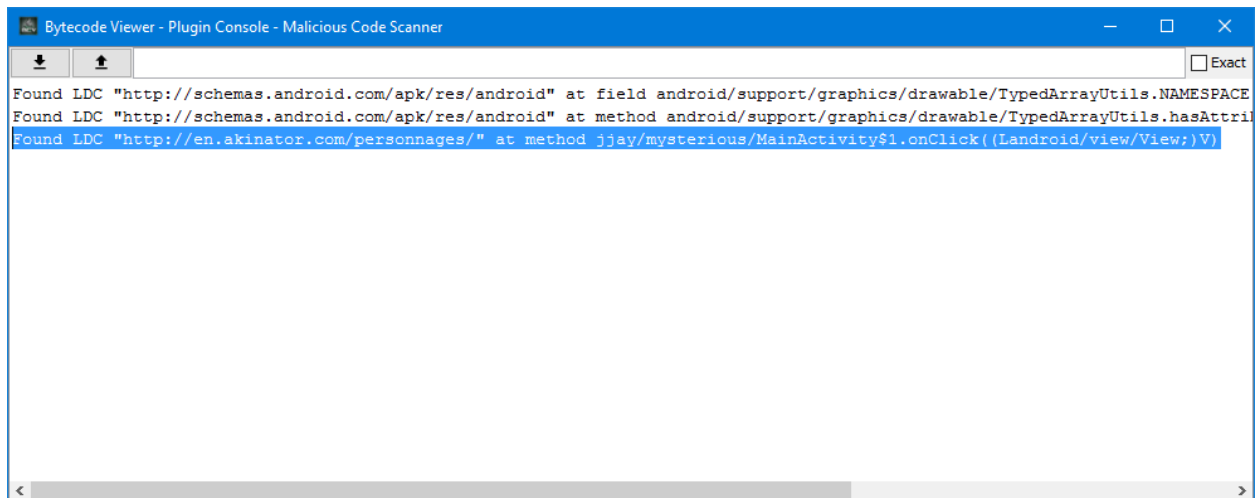 Bytecode Viewer - Plugin Console - Malicious Code Scanner
Exact
Found LDC "http://schemas.android.com/apk/res/android" at field android/support/graphics/drawable/TypedArrayUtils.NAMESPACE
Found LDC "http://schemas.android.com/apk/res/android" at method android/support/graphics/drawable/TypedArrayUtils.hasAttri
Found LDC "http://en.akinator.com/personnages/" at method jjay/mysterious/MainActivity$1.onClick((Landroid/view/View;)V)